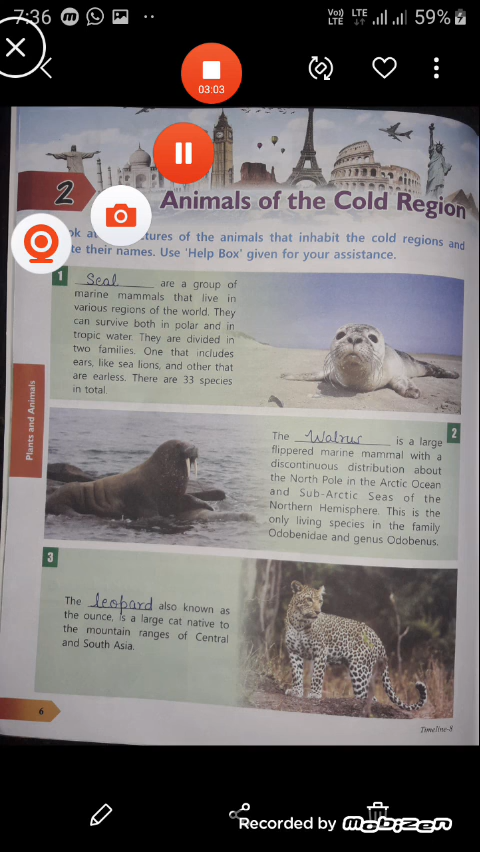 7:36
Vo)) LTE LTE 59%
03:03
2
Animals of the Cold Region
tures of the animals that inhabit the cold regions and
te their names. Use 'Help Box' given for your assistance.
1
Seal are a group of
marine mammals that live in
various regions of the world. They
can survive both in polar and in
tropic water. They are divided in
two families. One that includes
ears, like sea lions, and other that
are earless. There are 33 species
in total.
Plants and Animals
2
The Walrus is a large
flippered marine mammal with a
discontinuous distribution about
the North Pole in the Arctic Ocean
and Sub-Arctic Seas of the
Northern Hemisphere. This is the
only living species in the family
Odobenidae and genus Odobenus.
3
The leopard also known as
the ounce, is a large cat native to
the mountain ranges of Central
and South Asia.
6
Timeline-8
Recorded by MOBIZEN